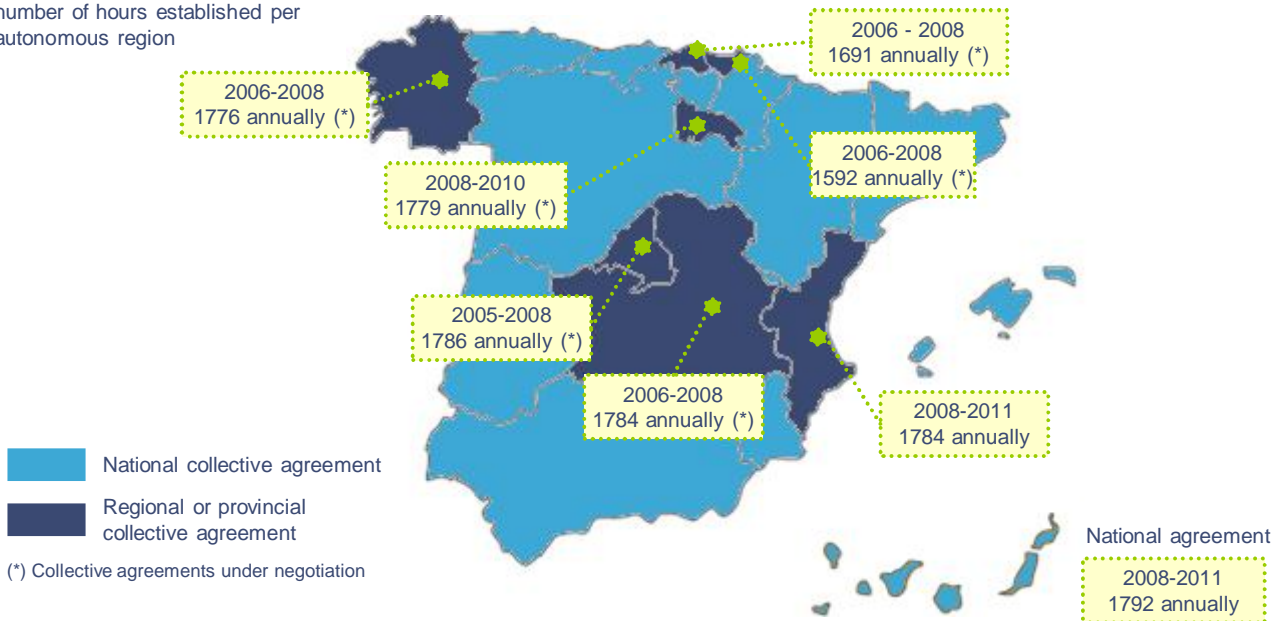 number of hours established per
autonomous region
2006 - 2008
1691 annually (*)
2006-2008
1776 annually (*)
2006-2008
1592 annually (*)
2008-2010
1779 annually (*)
2005-2008
1786 annually (*)
2006-2008
1784 annually (*)
2008-2011
1784 annually
National collective agreement
Regional or provincial
collective agreement
(*) Collective agreements under negotiation
National agreement
2008-2011
1792 annually